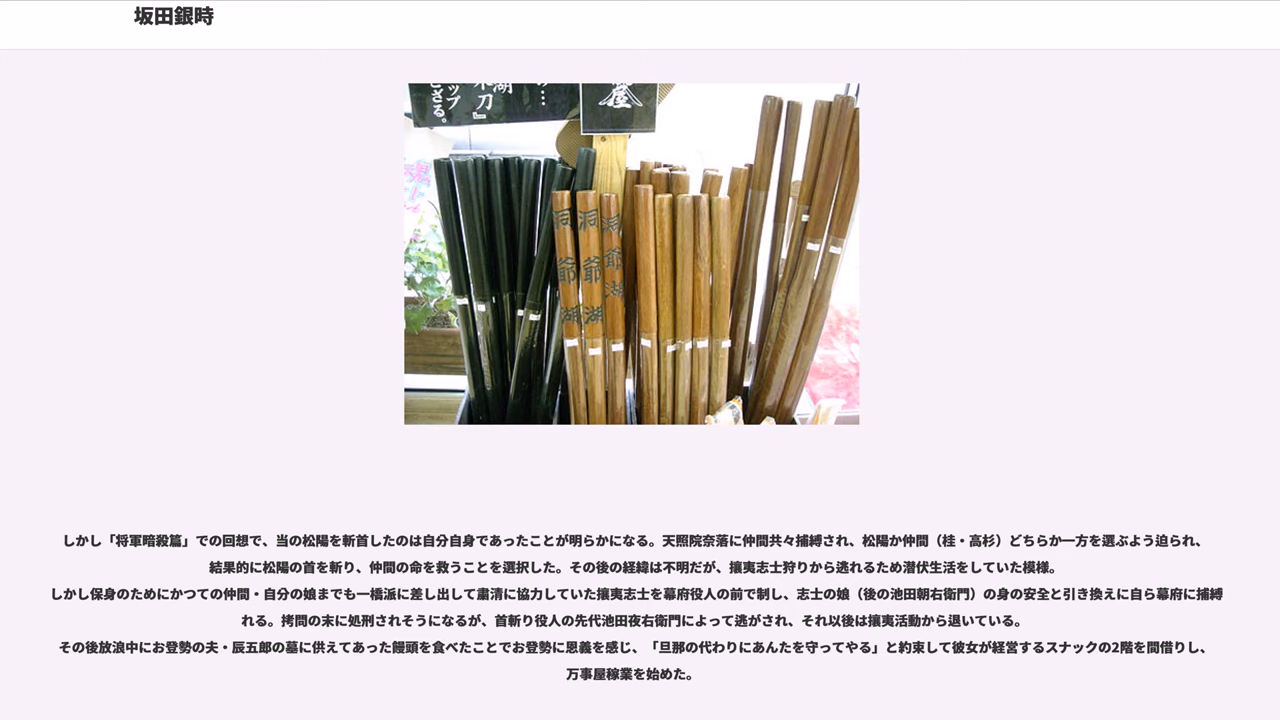 坂田銀時
湖
木刀』
ップ
ござる。
屋
洞爺湖
洞爺湖
洞爺湖
しかし「将軍暗殺篇」での回想で、当の松陽を斬首したのは自分自身であったことが明らかになる。天照院奈落に仲間共々捕縛され、松陽か仲間（桂・高杉）どちらか一方を選ぶよう迫られ、
結果的に松陽の首を斬り、仲間の命を救うことを選択した。その後の経緯は不明だが、攘夷志士狩りから逃れるため潜伏生活をしていた模様。
しかし保身のためにかつての仲間・自分の娘までも一橋派に差し出して粛清に協力していた攘夷志士を幕府役人の前で制し、志士の娘（後の池田朝右衛門）の身の安全と引き換えに自ら幕府に捕縛
れる。拷問の末に処刑されそうになるが、首斬り役人の先代池田夜右衛門によって逃がされ、それ以後は攘夷活動から退いている。
その後放浪中にお登勢の夫・辰五郎の墓に供えてあった饅頭を食べたことでお登勢に恩義を感じ、「旦那の代わりにあんたを守ってやる」と約束して彼女が経営するスナックの2階を間借りし、
万事屋稼業を始めた。